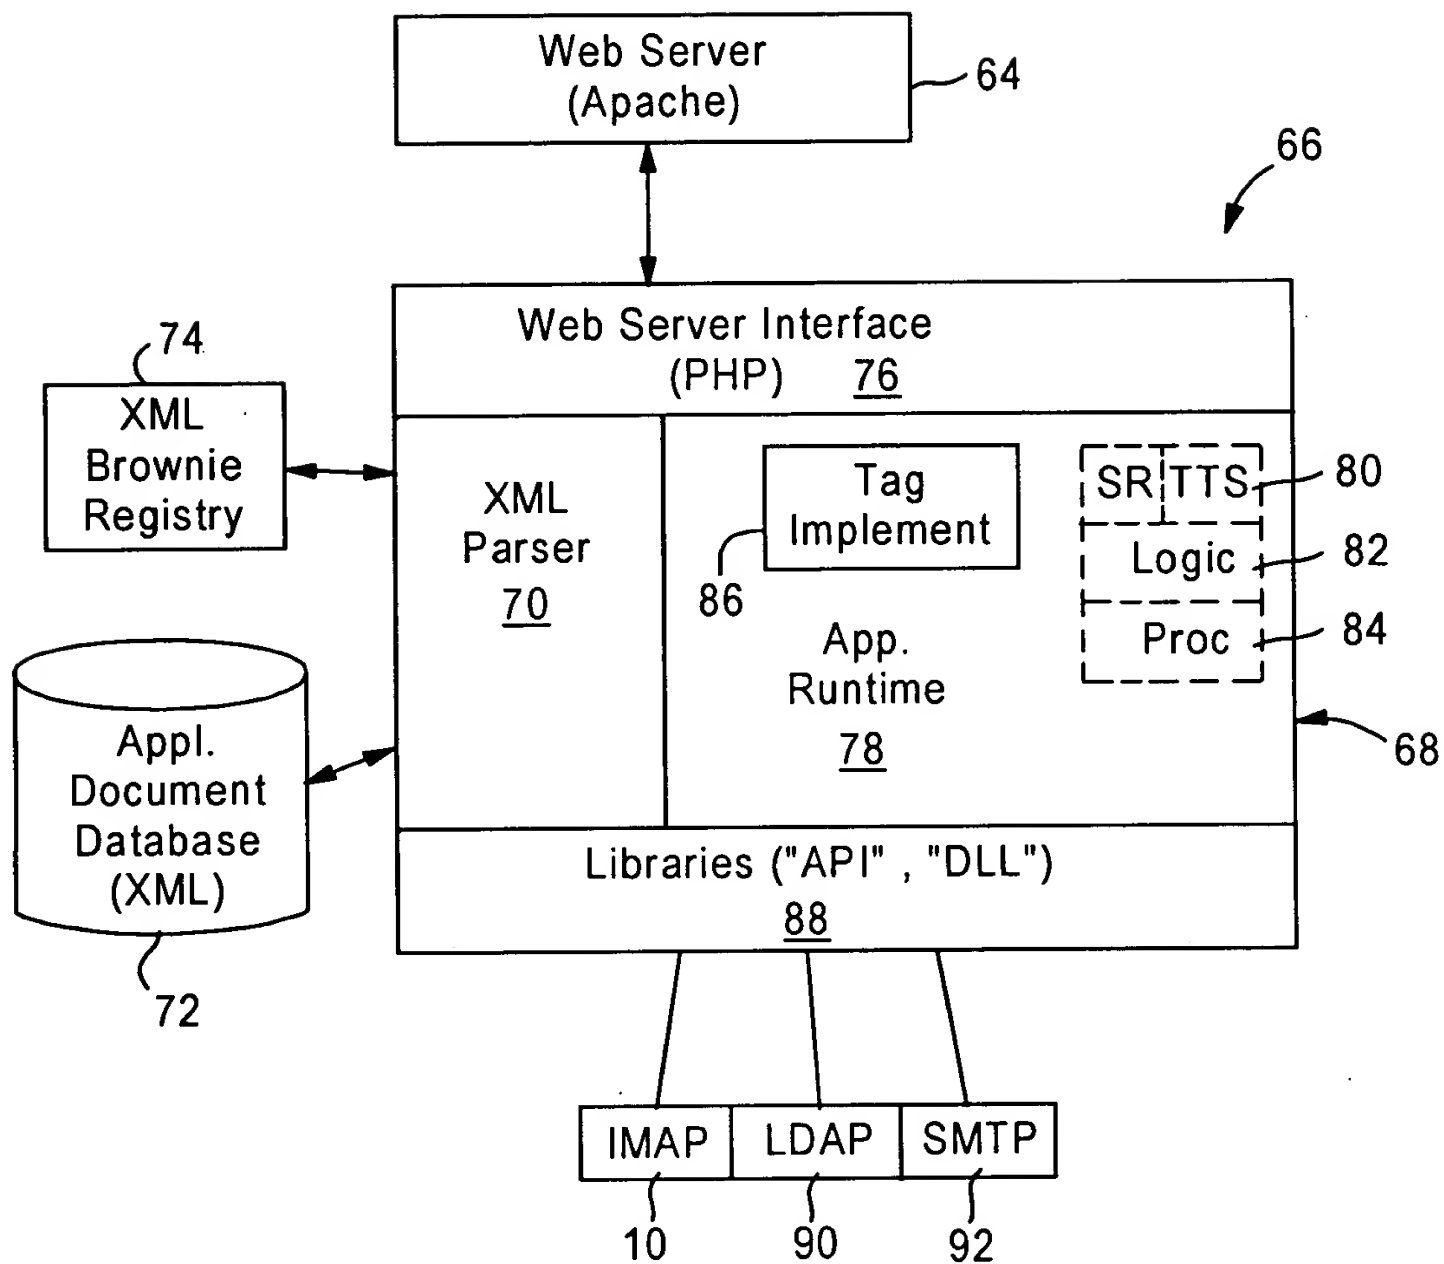 Web Server
(Apache)
64
66
Web Server Interface
(PHP) 76
74
XML
Brownie
Registry
XML
Parser
70
Tag
Implement
86
SR TTS
80
Logic
82
Proc
84
App.
Runtime
78
68
Appl.
Document
Database
(XML)
72
Libraries ("API" , "DLL")
88
IMAP LDAP SMTP
10 90 92